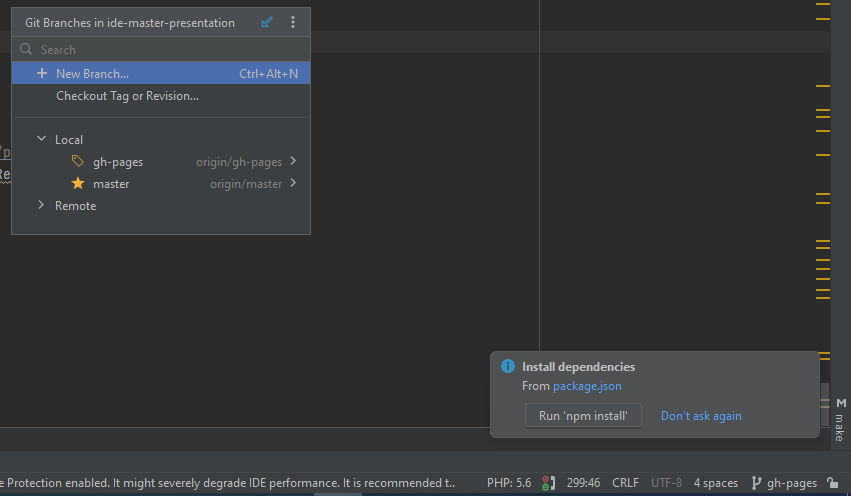 Git Branches in ide-master-presentation
Search
New Branch... Ctrl+Alt+N
Checkout Tag or Revision...
Local
gh-pages origin/gh-pages
master origin/master
Remote
Install dependencies
From package.json
Run 'npm install' Don't ask again
make
e Protection enabled. It might severely degrade IDE performance. It is recommended t.. PHP: 5.6 299:46 CRLF UTF-8 4 spaces gh-pages